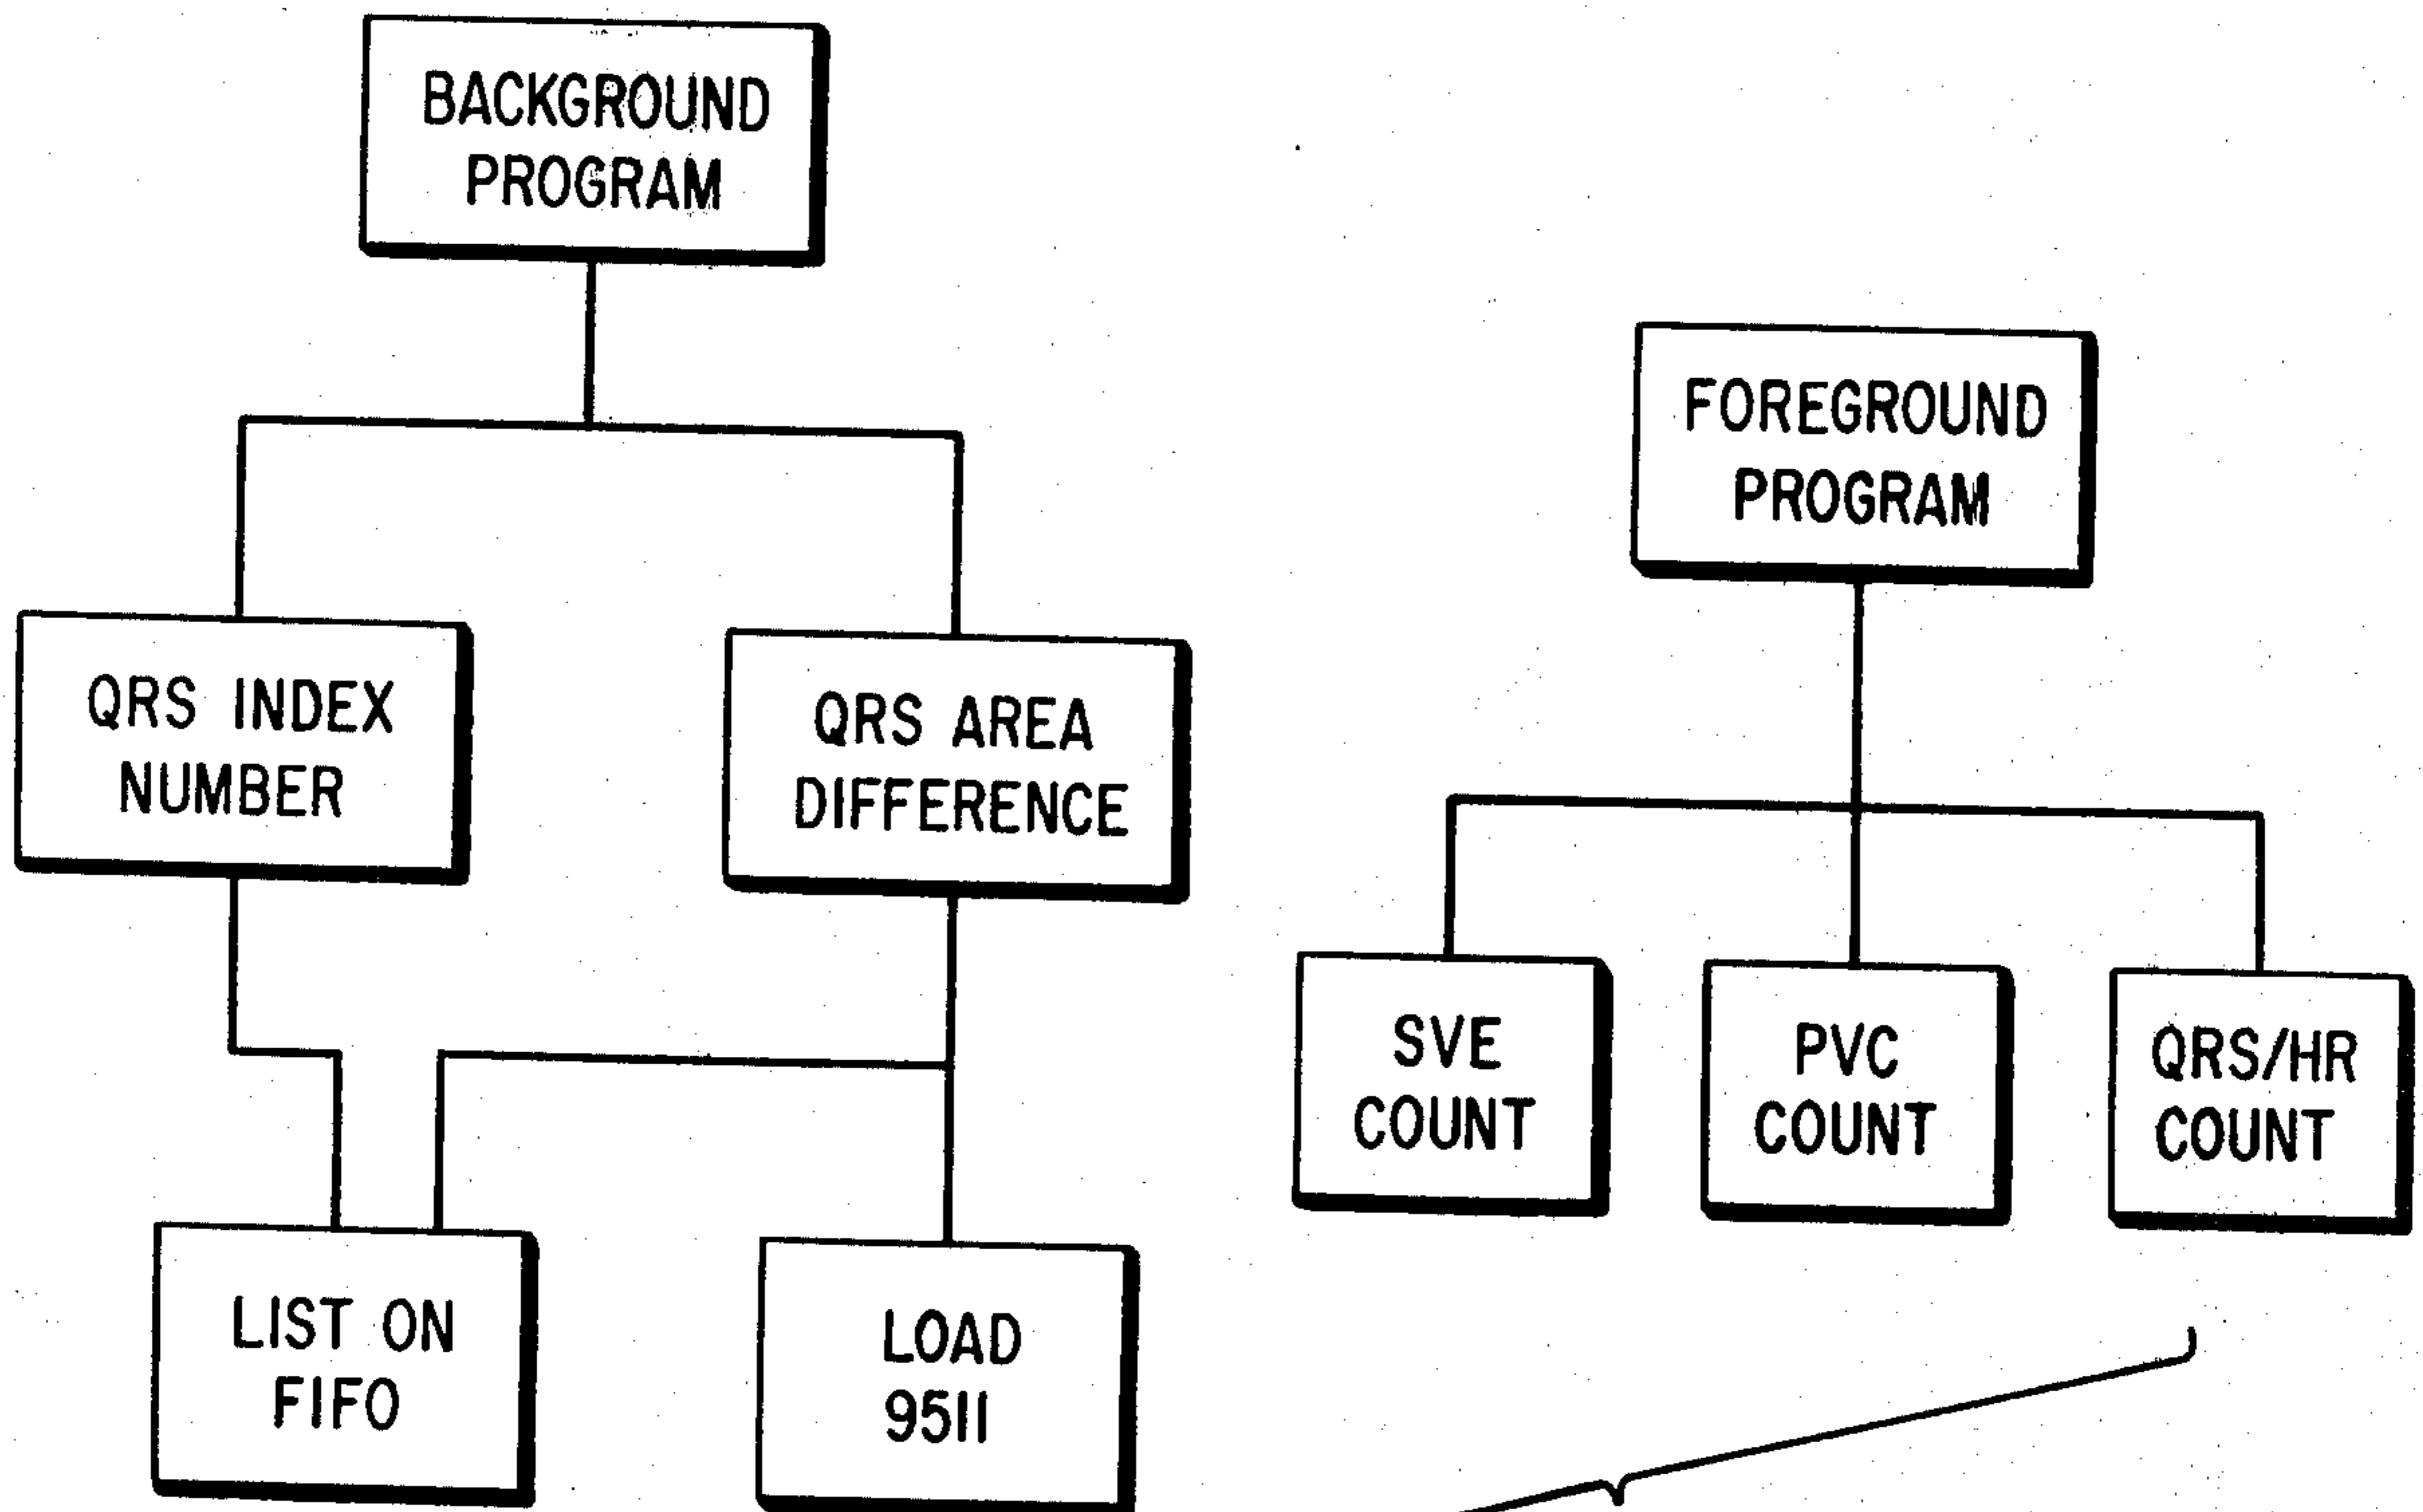 BACKGROUND
PROGRAM
FOREGROUND
PROGRAM
QRS INDEX
NUMBER
QRS AREA
DIFFERENCE
SVE
COUNT
PVC
COUNT
QRS/HR
COUNT
LIST ON
FIFO
LOAD
9511